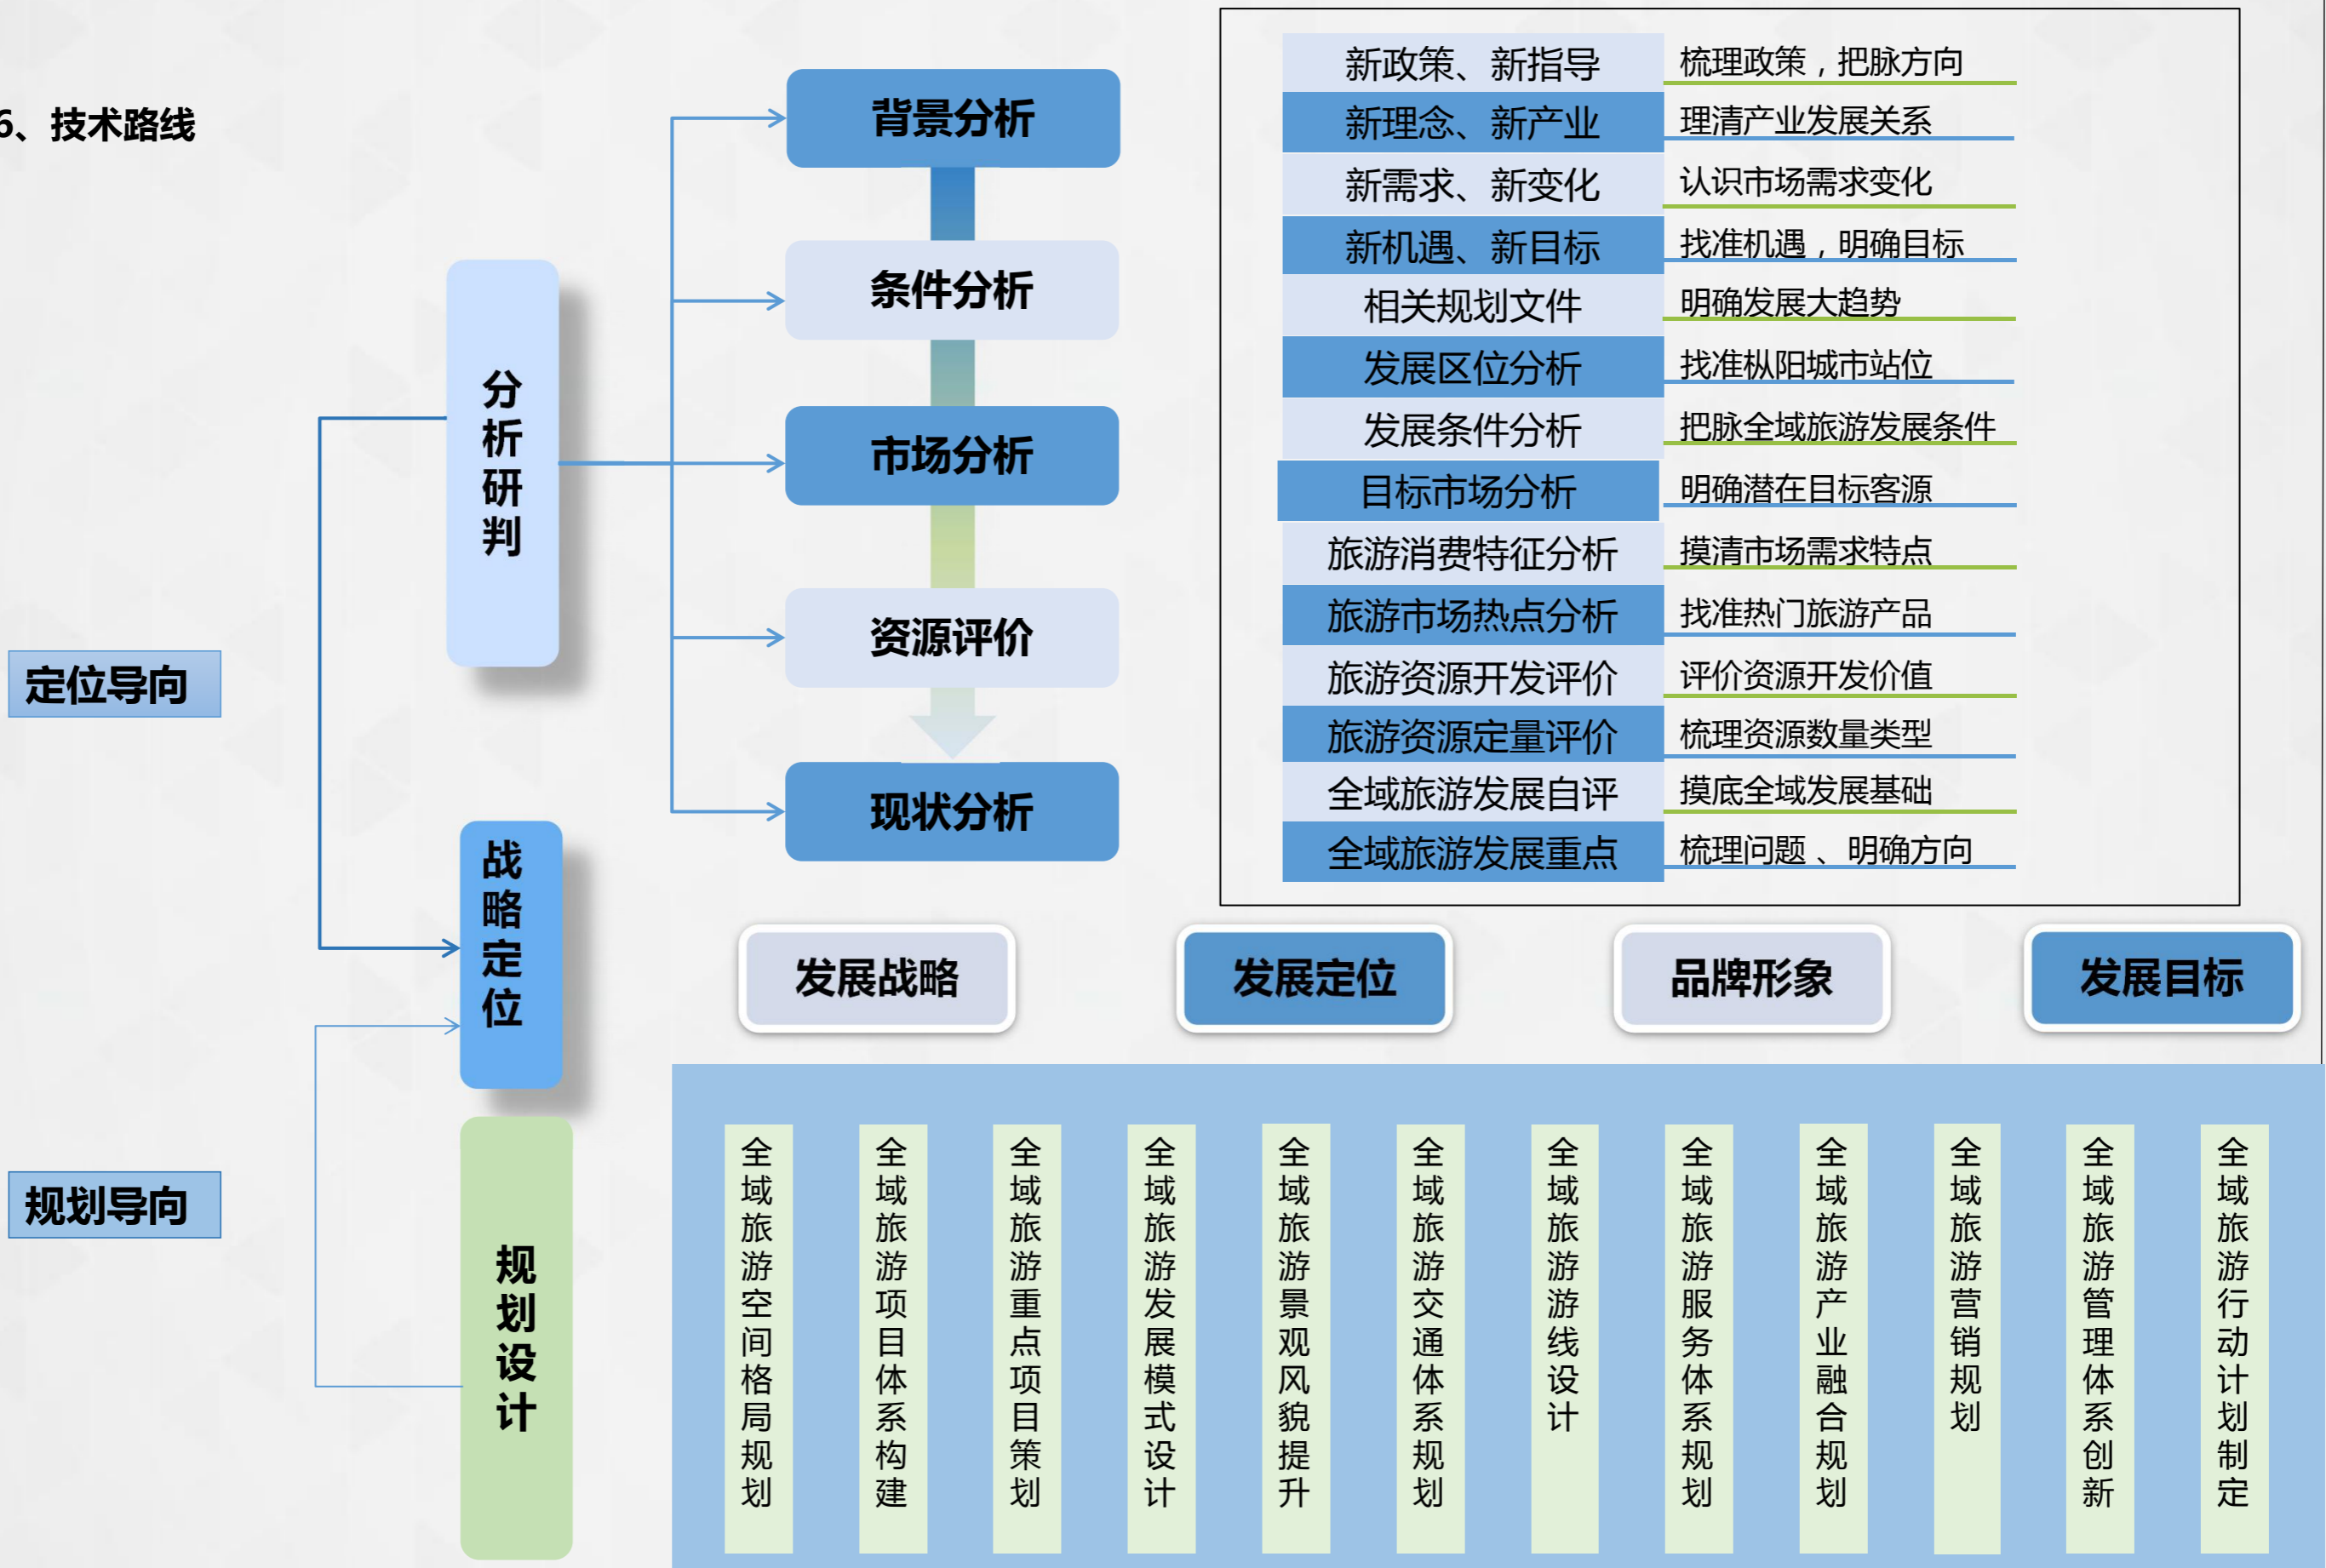 6、技术路线
定位导向
规划导向
分析研判
战略定位
规划设计
背景分析
条件分析
市场分析
资源评价
现状分析
新政策、新指导 梳理政策，把脉方向
新理念、新产业 理清产业发展关系
新需求、新变化 认识市场需求变化
新机遇、新目标 找准机遇，明确目标
相关规划文件 明确发展大趋势
发展区位分析 找准枞阳城市站位
发展条件分析 把脉全域旅游发展条件
目标市场分析 明确潜在目标客源
旅游消费特征分析 摸清市场需求特点
旅游市场热点分析 找准热门旅游产品
旅游资源开发评价 评价资源开发价值
旅游资源定量评价 梳理资源数量类型
全域旅游发展自评 摸底全域发展基础
全域旅游发展重点 梳理问题 、明确方向
发展战略
发展定位
品牌形象
发展目标
全域旅游空间格局规划
全域旅游项目体系构建
全域旅游重点项目策划
全域旅游发展模式设计
全域旅游景观风貌提升
全域旅游交通体系规划
全域旅游游线设计
全域旅游服务体系规划
全域旅游产业融合规划
全域旅游营销规划
全域旅游管理体系创新
全域旅游行动计划制定